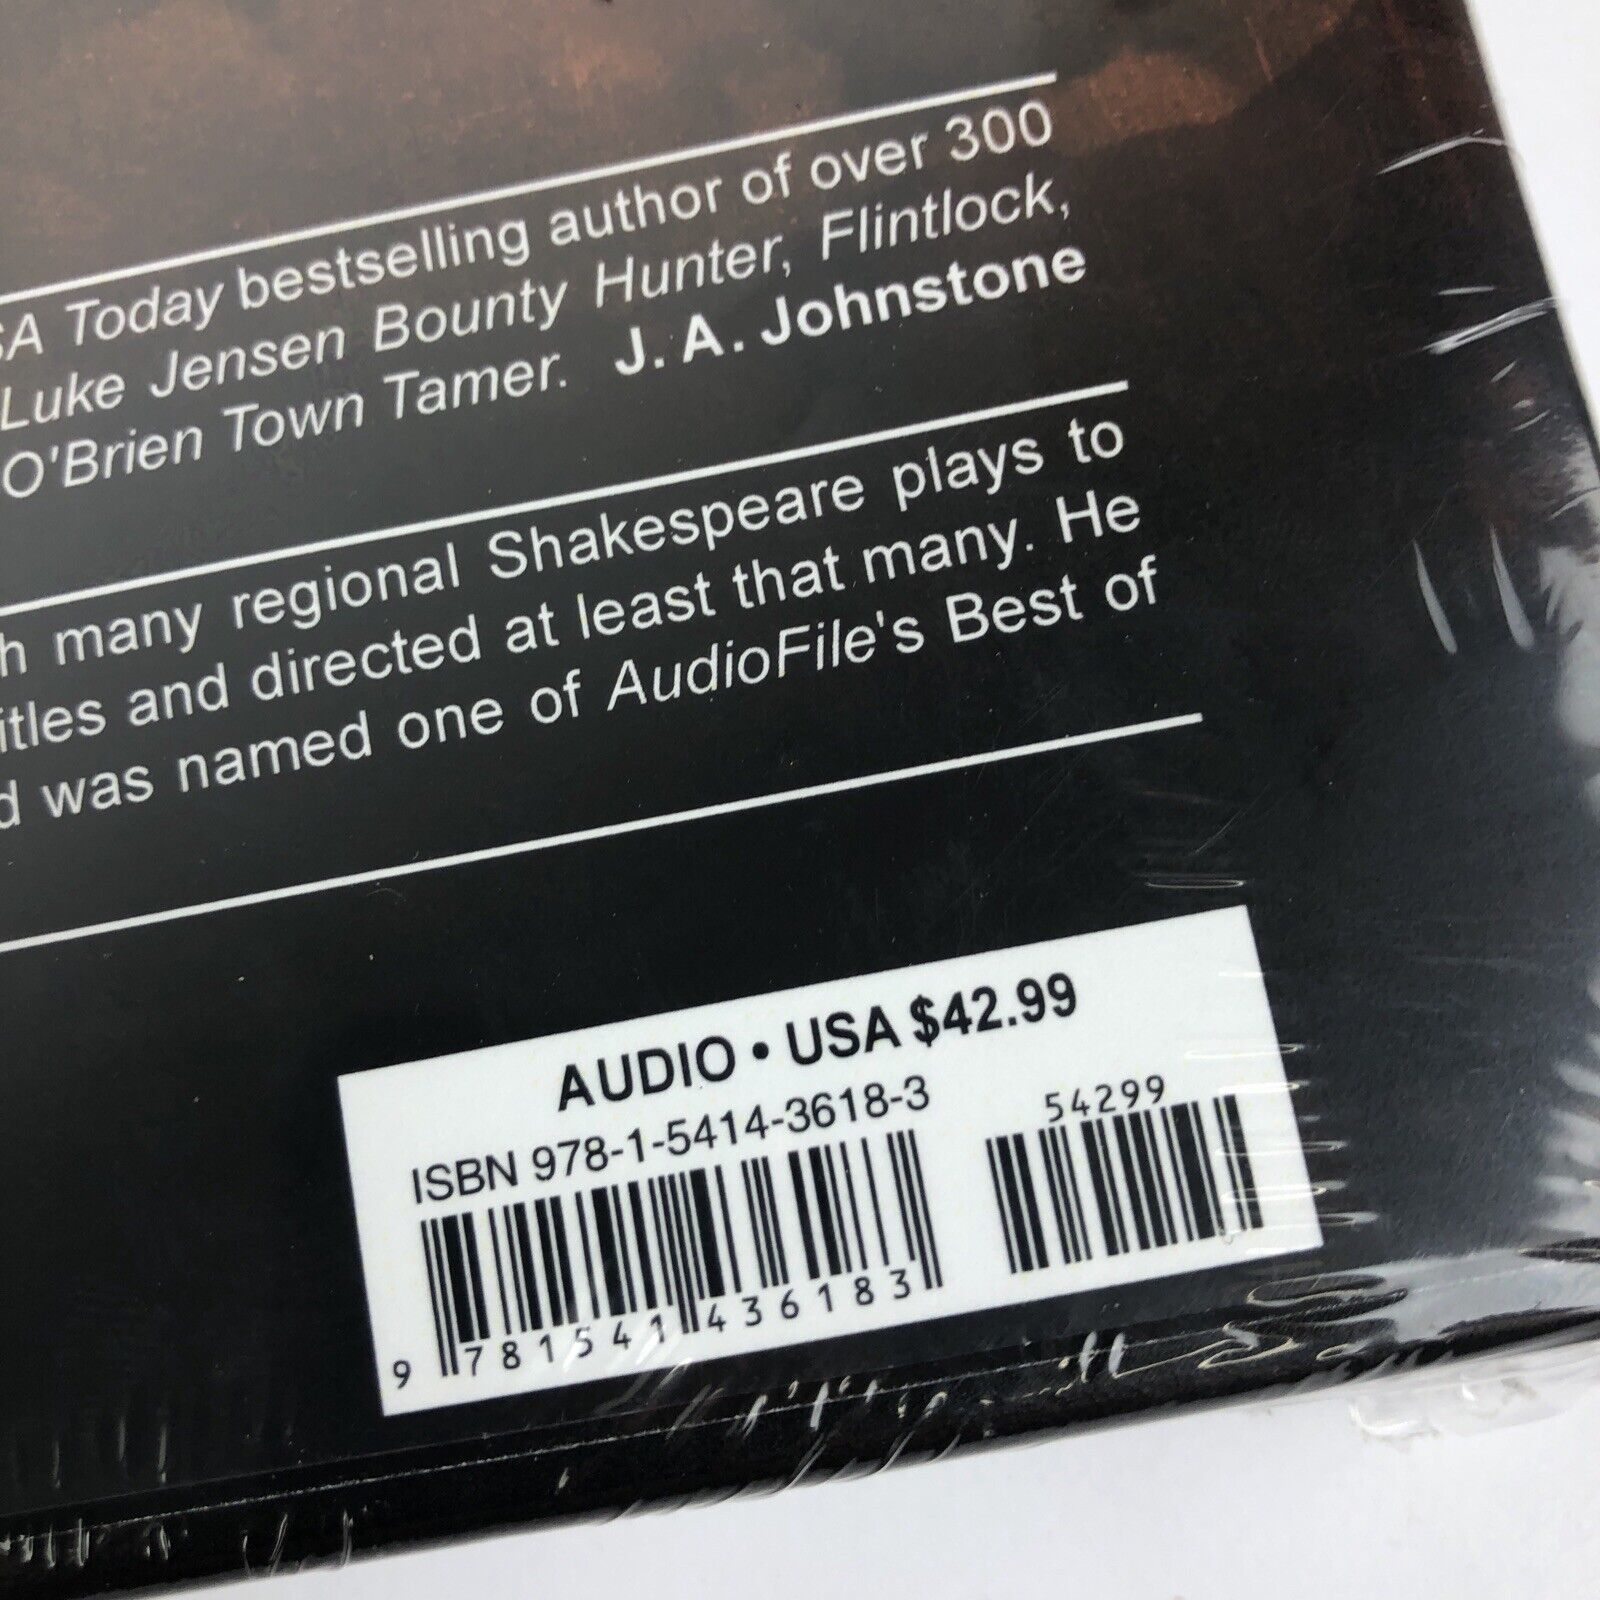 Today bestselling author of over 300
Luke Jensen Bounty Hunter, Flintlock,
O'Brien Town Tamer. J. A. Johnstone
many regional Shakespeare plays to
and directed at least that many. He
was named one of AudioFile's Best of
AUDIO • USA $42.99
ISBN 978-1-5414-3618-3
54299
9 781541 436183